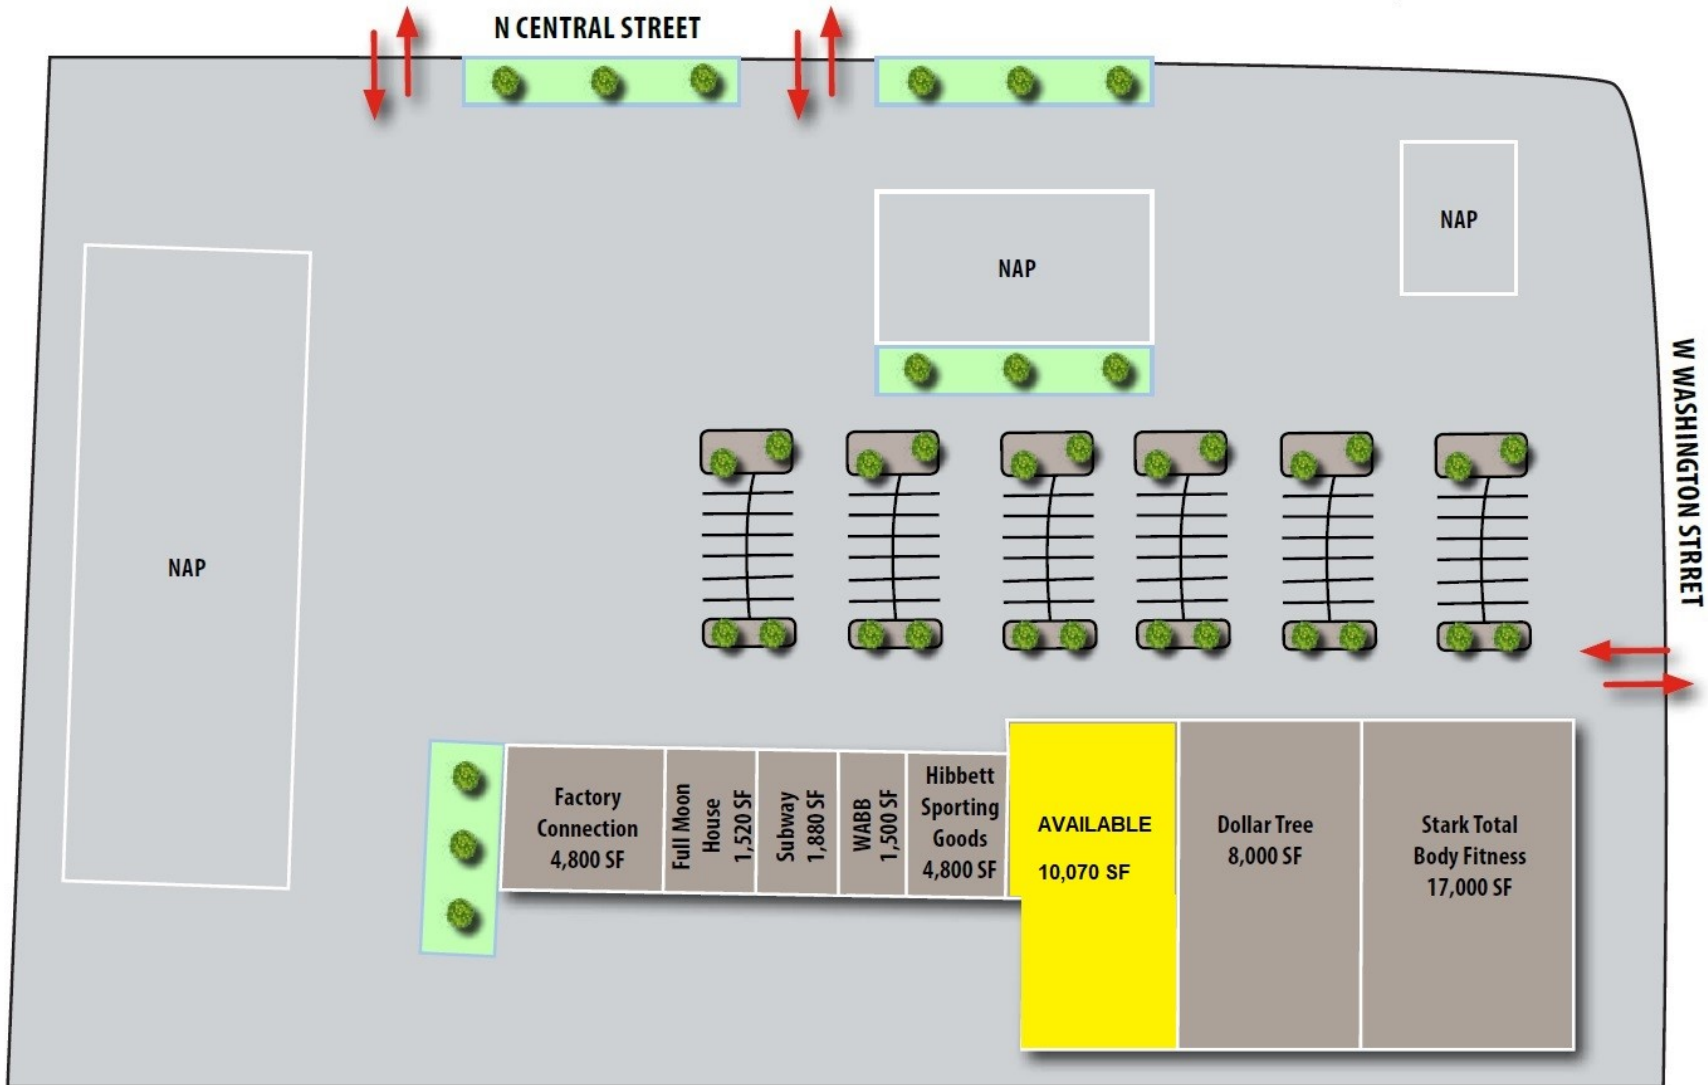 N CENTRAL STREET
NAP
NAP
NAP
W WASHINGTON STRRET
Factory
Connection
4,800 SF
Full Moon
House
1,520 SF
Subway
1,880 SF
WABB
1,500 SF
Hibbett
Sporting
Goods
4,800 SF
AVAILABLE
10,070 SF
Dollar Tree
8,000 SF
Stark Total
Body Fitness
17,000 SF